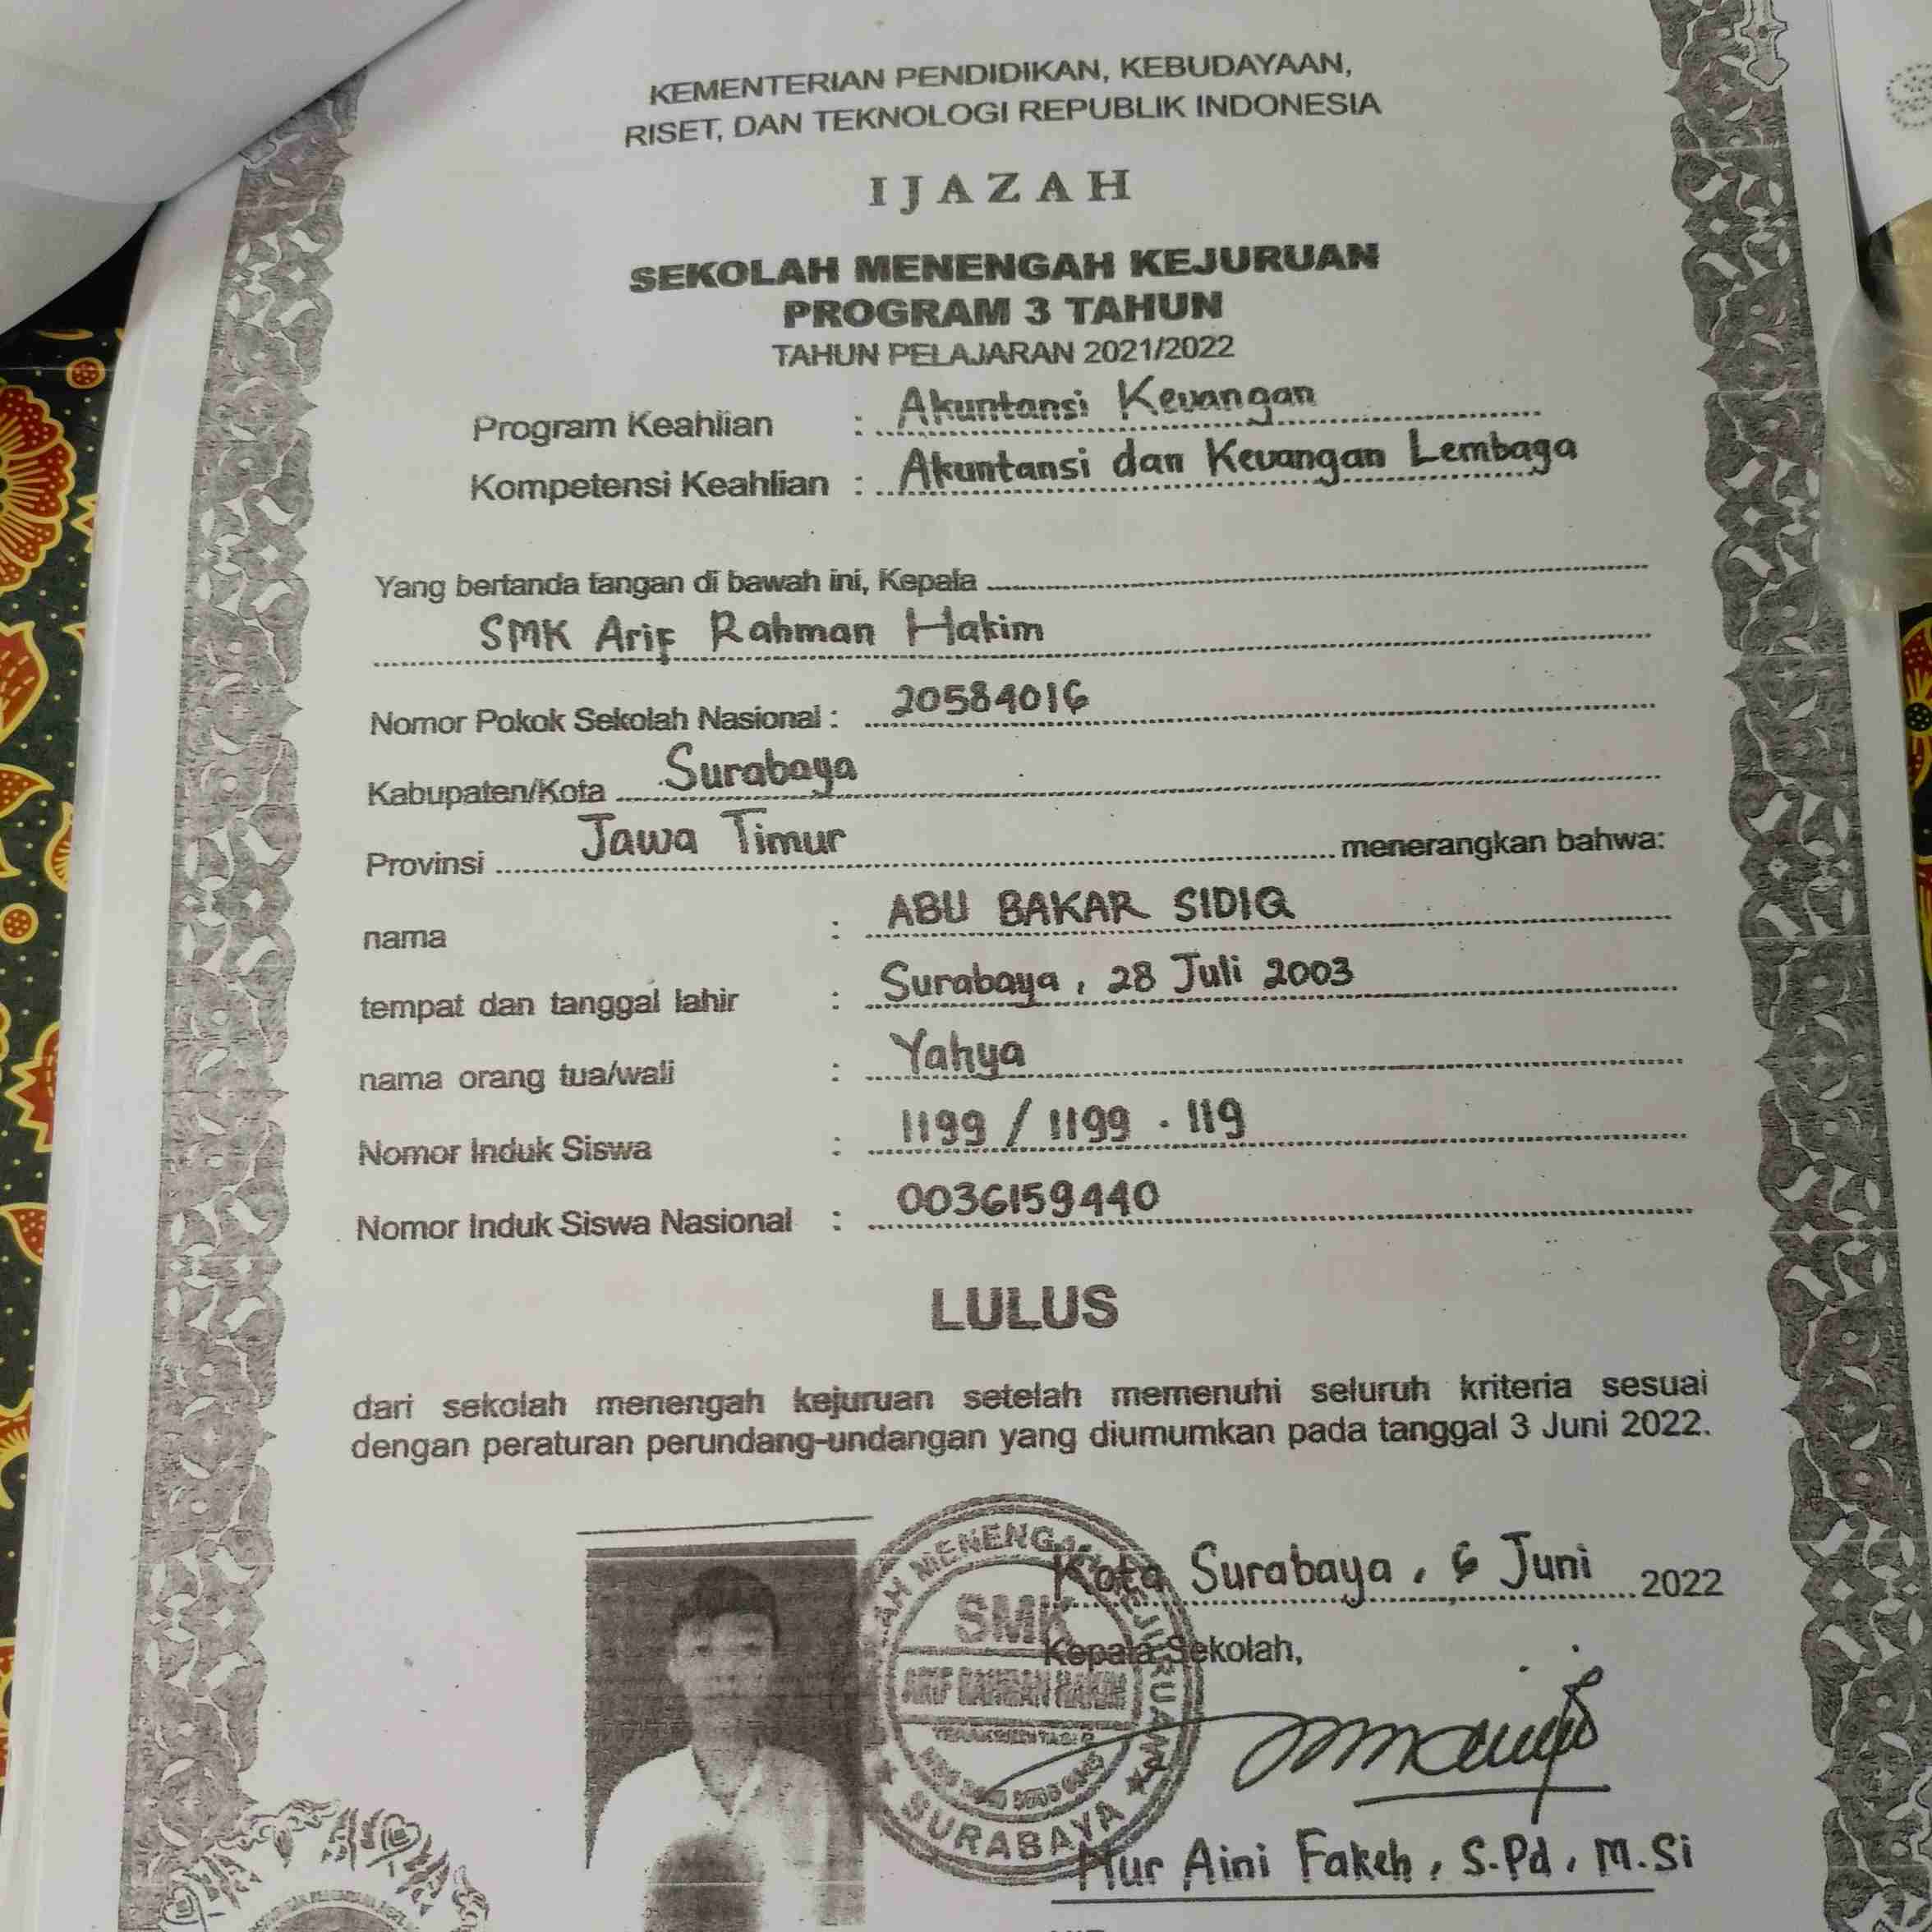 KEMENTERIAN PENDIDIKAN, KEBUDAYAAN,
RISET, DAN TEKNOLOGI REPUBLIK INDONESIA
IJAZAH
SEKOLAH MENENGAH KEJURUAN
PROGRAM 3 TAHUN
TAHUN PELAJARAN 2021/2022
Program Keahlian : Akuntansi Keuangan
Kompetensi Keahlian : Akuntansi dan Keuangan Lembaga
Yang bertanda tangan di bawah ini, Kepala
SMK Arif Rahman Hakim
Nomor Pokok Sekolah Nasional : 20584016
Kabupaten/Kota Surabaya
Provinsi Jawa Timur menerangkan bahwa:
nama : ABU BAKAR SIDIQ
tempat dan tanggal lahir : Surabaya, 28 Juli 2003
nama orang tua/wali : Yahya
Nomor Induk Siswa : 1199 / 1199 . 119
Nomor Induk Siswa Nasional : 0036159440
LULUS
dari sekolah menengah kejuruan setelah memenuhi seluruh kriteria sesuai
dengan peraturan perundang-undangan yang diumumkan pada tanggal 3 Juni 2022.
Kota Surabaya, 6 Juni 2022
Kepala Sekolah,
SMK
ARIF RAHMAN HAKIM
SURABAYA
Nur Aini Fakeh, S.Pd, M.Si